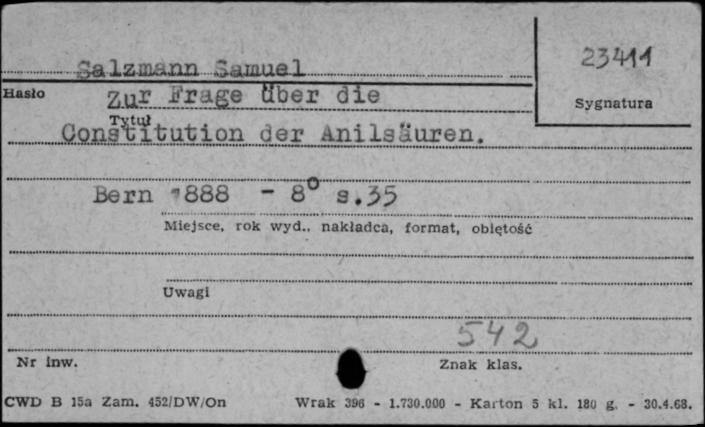 Salzmann Samuel
23411
Hasło
Zur Frage über die
Sygnatura
Tytuł
Constitution der Anilsäuren.
Bern 1888 - 8° s.35
Miejsce, rok wyd., nakładca, format, objętość
Uwagi
542
Nr inw.
Znak klas.
CWD B 15a Zam. 452/DW/On
Wrak 396 - 1.730.000 - Karton 5 kl. 180 g. - 30.4.68.